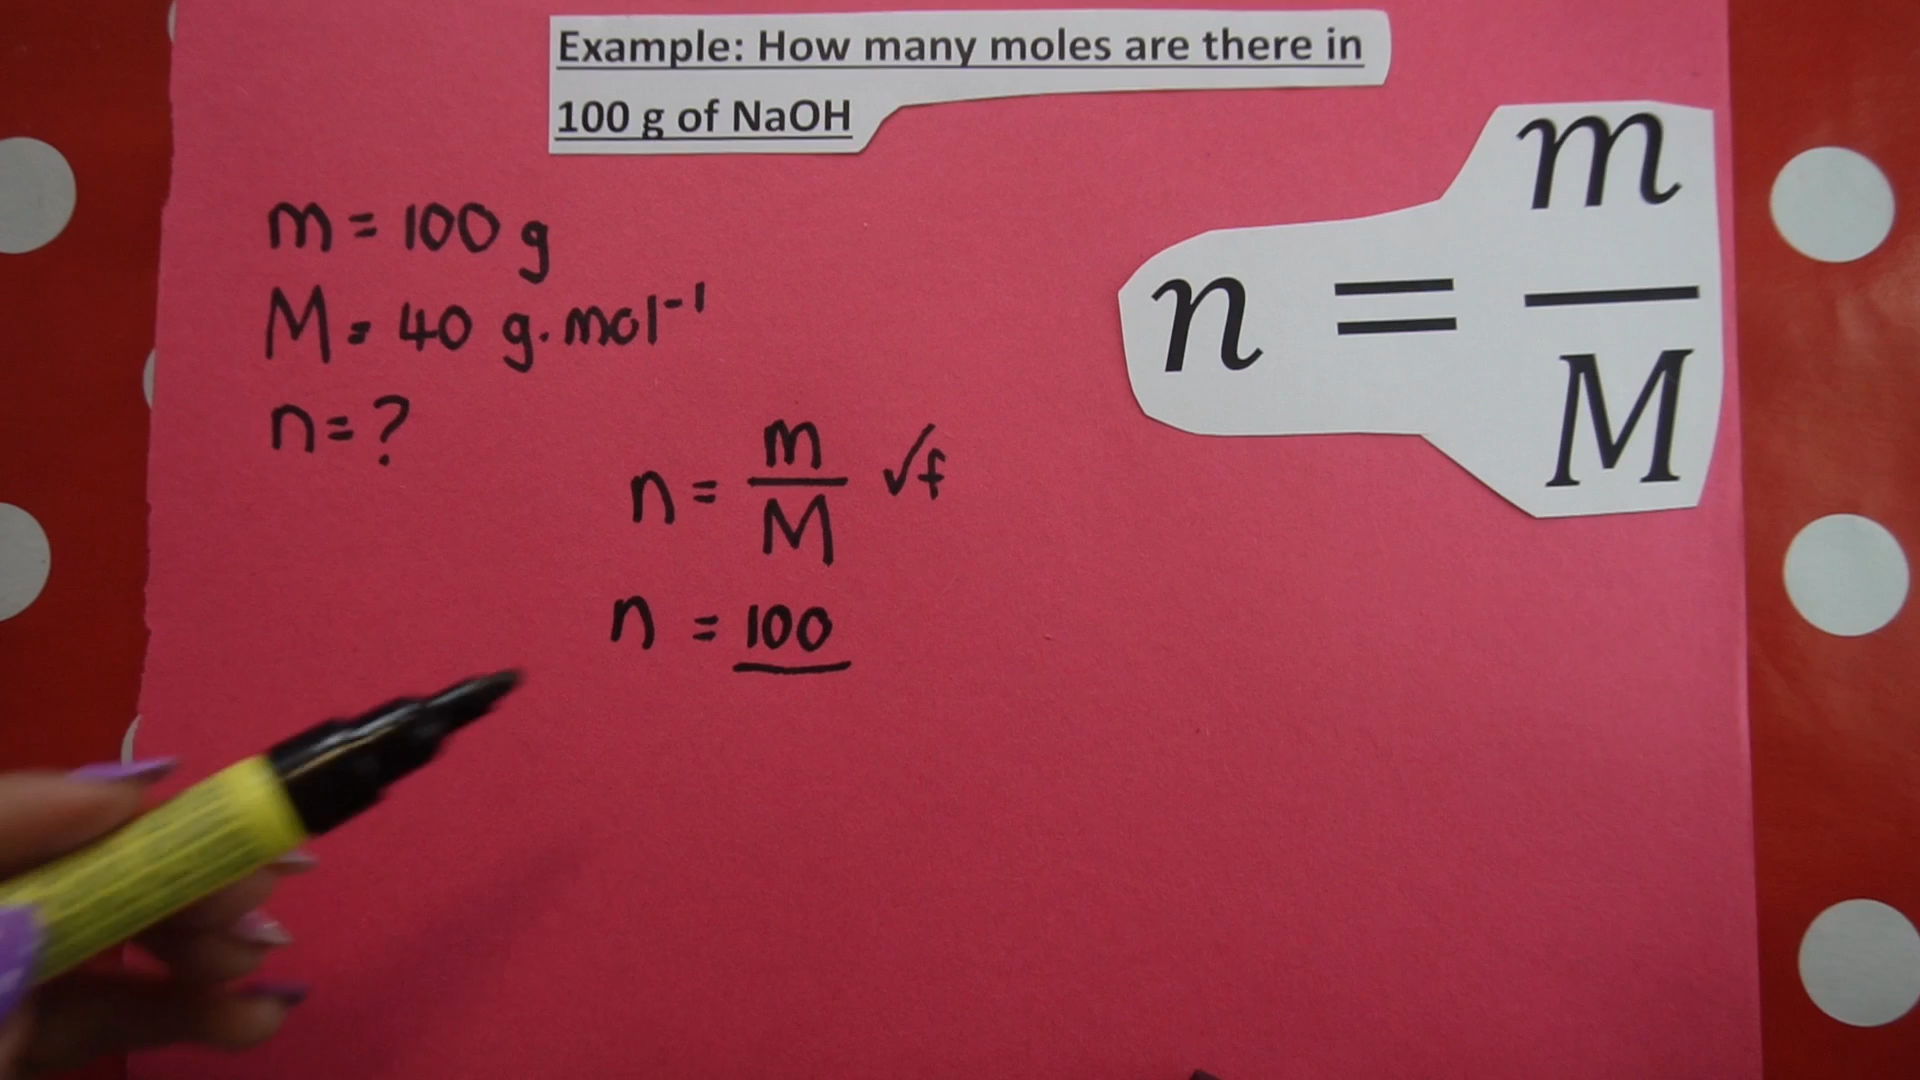 Example: How many moles are there in
100 g of NaOH
n = m/M
m = 100 g
M = 40 g.mol⁻¹
n = ?
n = m/M ✓f
n = 100